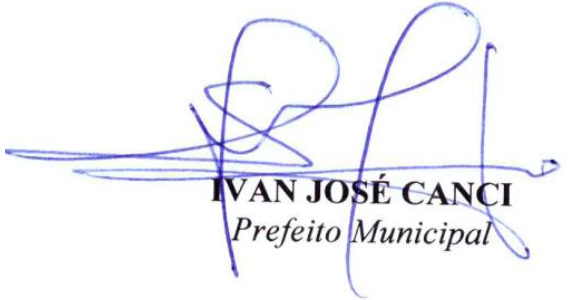 IVAN JOSÉ CANCI
Prefeito Municipal